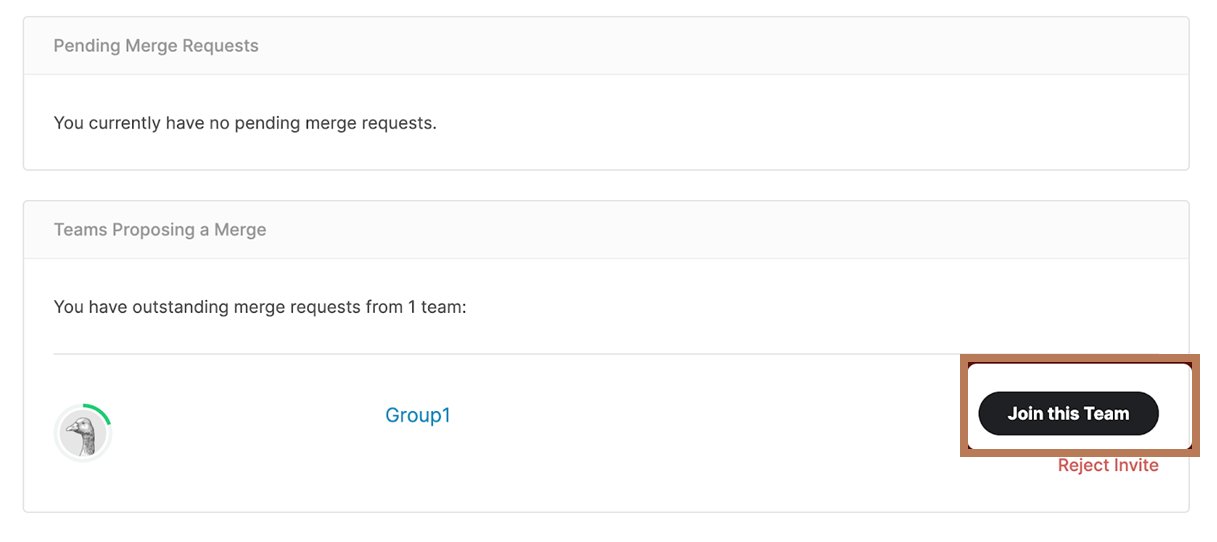 Pending Merge Requests
You currently have no pending merge requests.
Teams Proposing a Merge
You have outstanding merge requests from 1 team:
Group1
Join this Team
Reject Invite